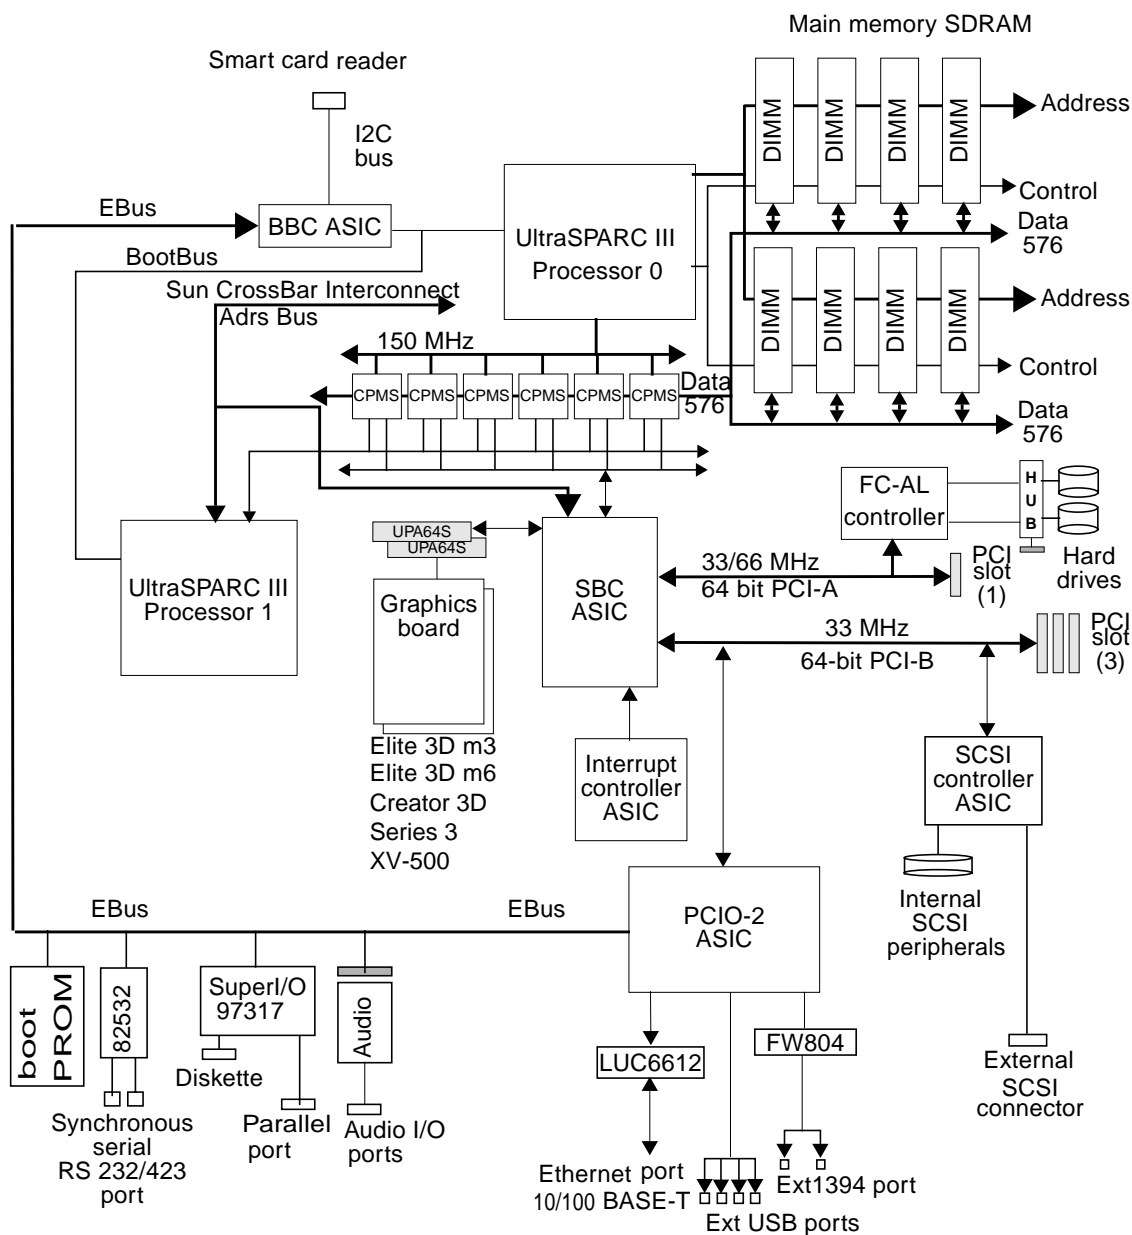 Main memory SDRAM
Smart card reader
I2C
bus
DIMM
DIMM
DIMM
DIMM
Address
Control
Data
576
EBus
BBC ASIC
BootBus
UltraSPARC III
Processor 0
Sun CrossBar Interconnect
Adrs Bus
DIMM
DIMM
DIMM
DIMM
Address
Control
Data
576
150 MHz
CPMS
CPMS
CPMS
CPMS
CPMS
CPMS
Data
576
FC-AL
controller
H
U
B
Hard
drives
UPA64S
UPA64S
UltraSPARC III
Processor 1
Graphics
board
SBC
ASIC
33/66 MHz
64 bit PCI-A
PCI
slot
(1)
33 MHz
64-bit PCI-B
PCI
slot
(3)
Elite 3D m3
Elite 3D m6
Creator 3D
Series 3
XV-500
Interrupt
controller
ASIC
SCSI
controller
ASIC
Internal
SCSI
peripherals
EBus
EBus
PCIO-2
ASIC
boot
PROM
82532
SuperI/O
97317
Audio
Diskette
Synchronous
serial
RS 232/423
port
Parallel
port
Audio I/O
ports
LUC6612
FW804
External
SCSI
connector
Ethernet port
10/100 BASE-T
Ext1394 port
Ext USB ports